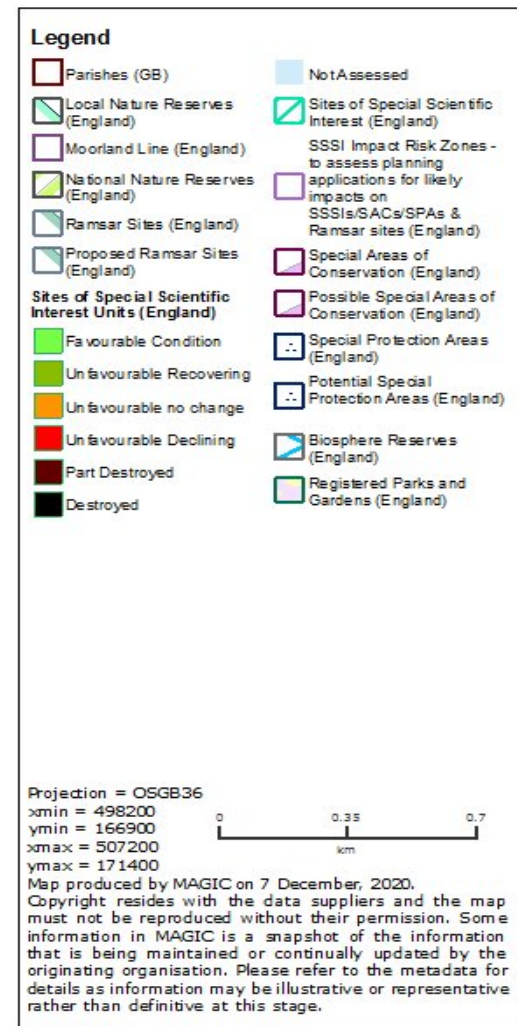 Legend
Parishes (GB)
Local Nature Reserves
(England)
Moorland Line (England)
National Nature Reserves
(England)
Ramsar Sites (England)
Proposed Ramsar Sites
(England)
Sites of Special Scientific
Interest Units (England)
Favourable Condition
Unfavourable Recovering
Unfavourable no change
Unfavourable Declining
Part Destroyed
Destroyed
Not Assessed
Sites of Special Scientific
Interest (England)
SSSI Impact Risk Zones -
to assess planning
applications for likely
impacts on
SSSIs/SACs/SPAs &
Ramsar sites (England)
Special Areas of
Conservation (England)
Possible Special Areas of
Conservation (England)
Special Protection Areas
(England)
Potential Special
Protection Areas (England)
Biosphere Reserves
(England)
Registered Parks and
Gardens (England)
Projection = OSGB36
xmin = 498200
ymin = 166900
xmax = 507200
ymax = 171400
0 0.35 0.7
km
Map produced by MAGIC on 7 December, 2020.
Copyright resides with the data suppliers and the map
must not be reproduced without their permission. Some
information in MAGIC is a snapshot of the information
that is being maintained or continually updated by the
originating organisation. Please refer to the metadata for
details as information may be illustrative or representative
rather than definitive at this stage.